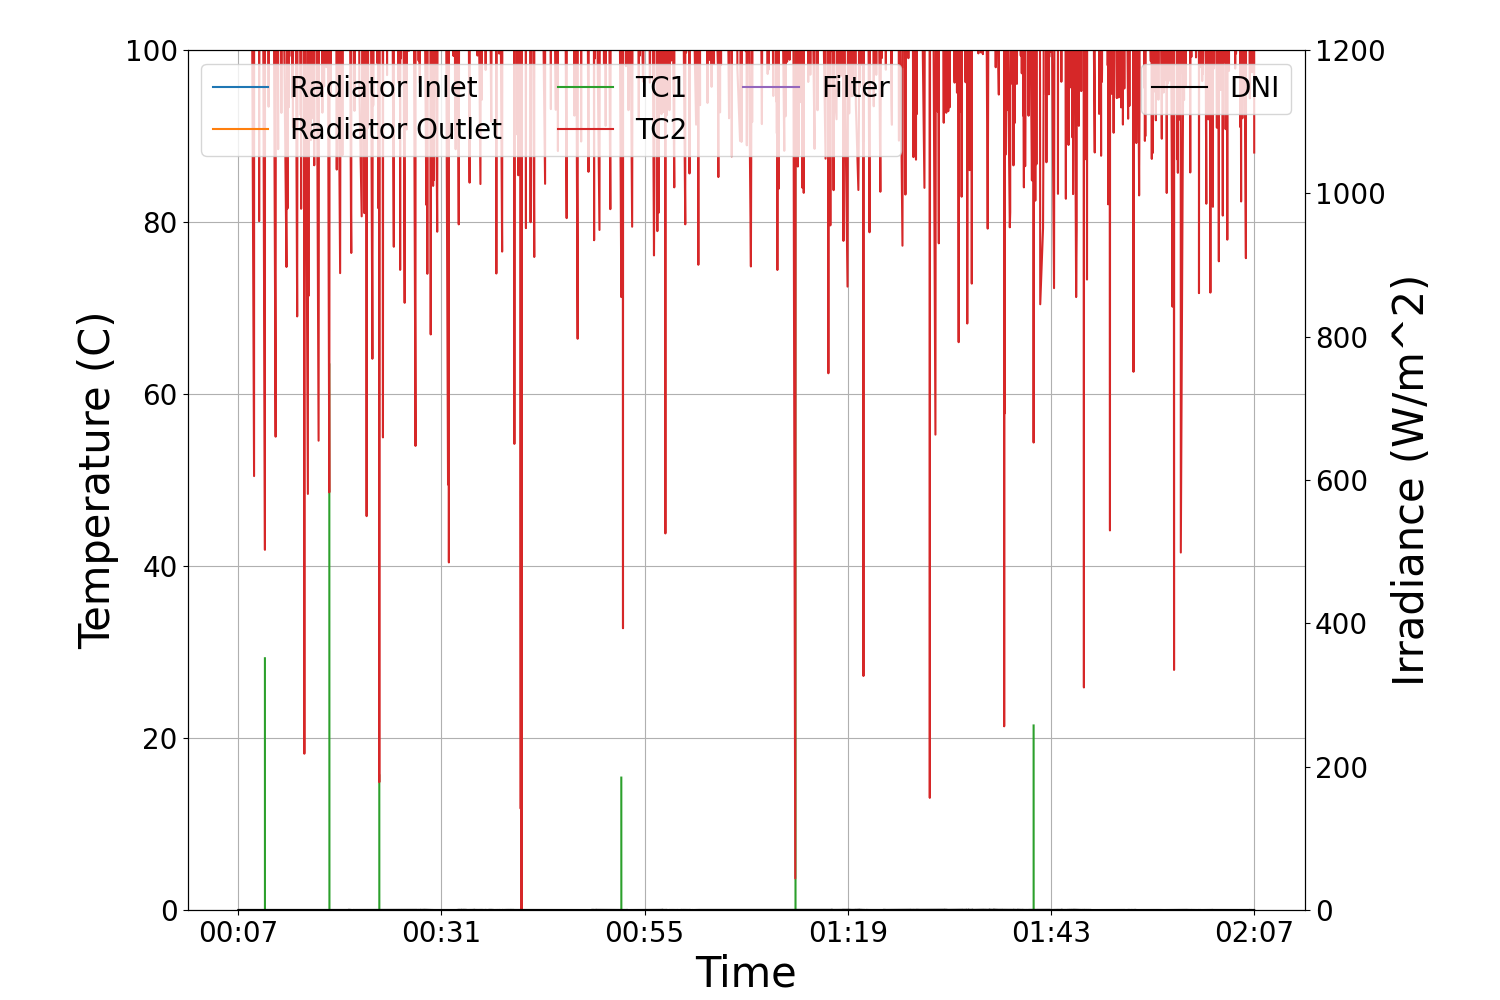 Radiator Inlet
Radiator Outlet
TC1
TC2
Filter
DNI
Temperature (C)
100
80
60
40
20
0
Irradiance (W/m^2)
1200
1000
800
600
400
200
0
00:07 00:31 00:55 01:19 01:43 02:07
Time